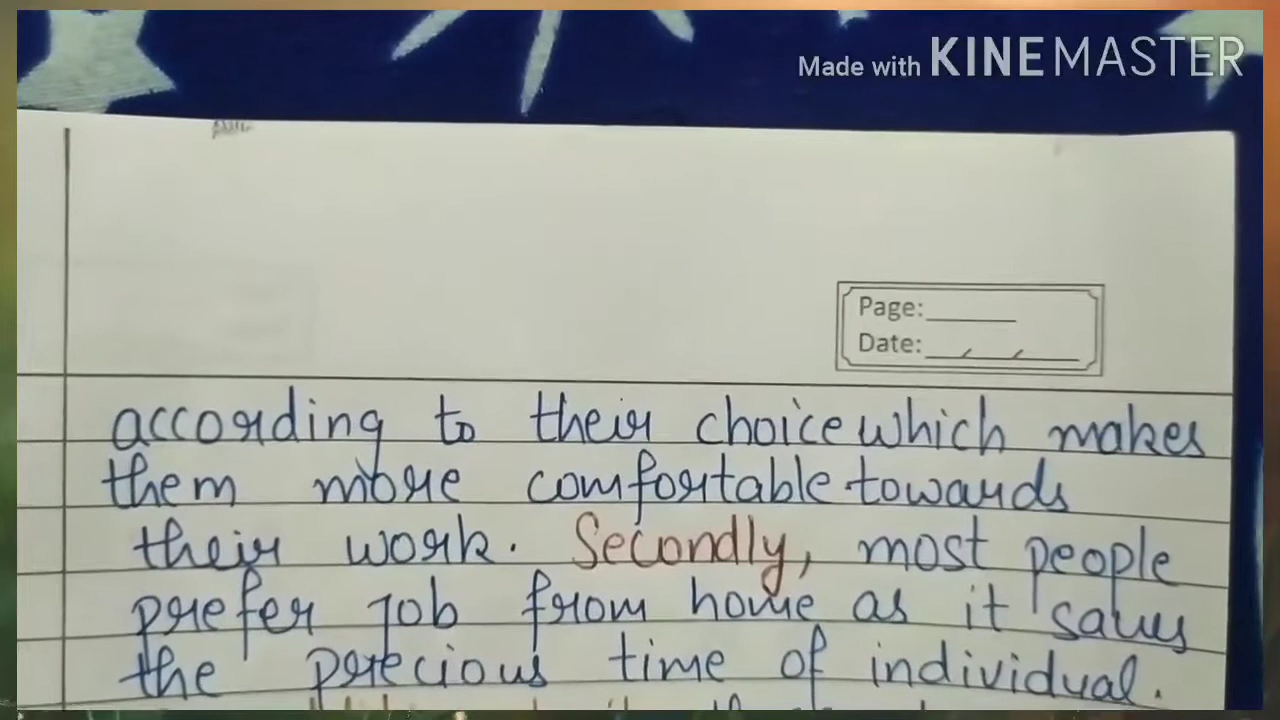 Made with KINEMASTER
Page:
Date:
according to their choice which makes
them more comfortable towards
their work. Secondly, most people
prefer job from home as it saves
the precious time of individual.